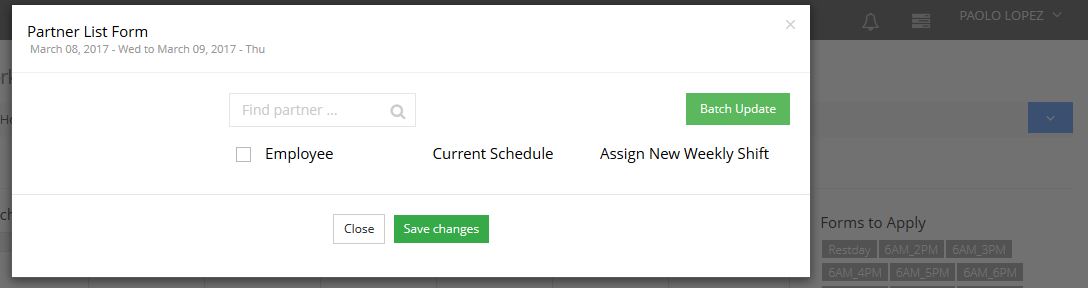 PAOLO LOPEZ
Partner List Form
×
March 08, 2017 - Wed to March 09, 2017 - Thu
Find partner ...
Batch Update
Employee
Current Schedule
Assign New Weekly Shift
Close
Save changes
Forms to Apply
Restday 6AM_2PM 6AM_3PM
6AM_4PM 6AM_5PM 6AM_6PM